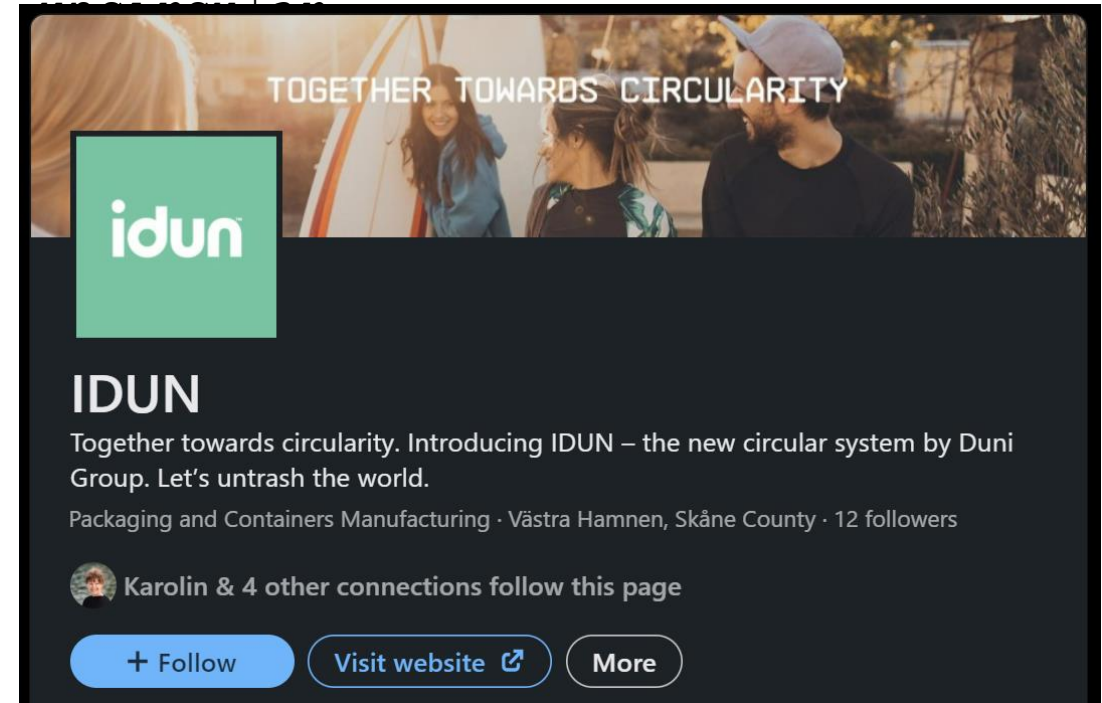 TOGETHER TOWARDS CIRCULARITY
idun
IDUN
Together towards circularity. Introducing IDUN – the new circular system by Duni
Group. Let’s untrash the world.
Packaging and Containers Manufacturing · Västra Hamnen, Skåne County · 12 followers
Karolin & 4 other connections follow this page
+ Follow
Visit website
More